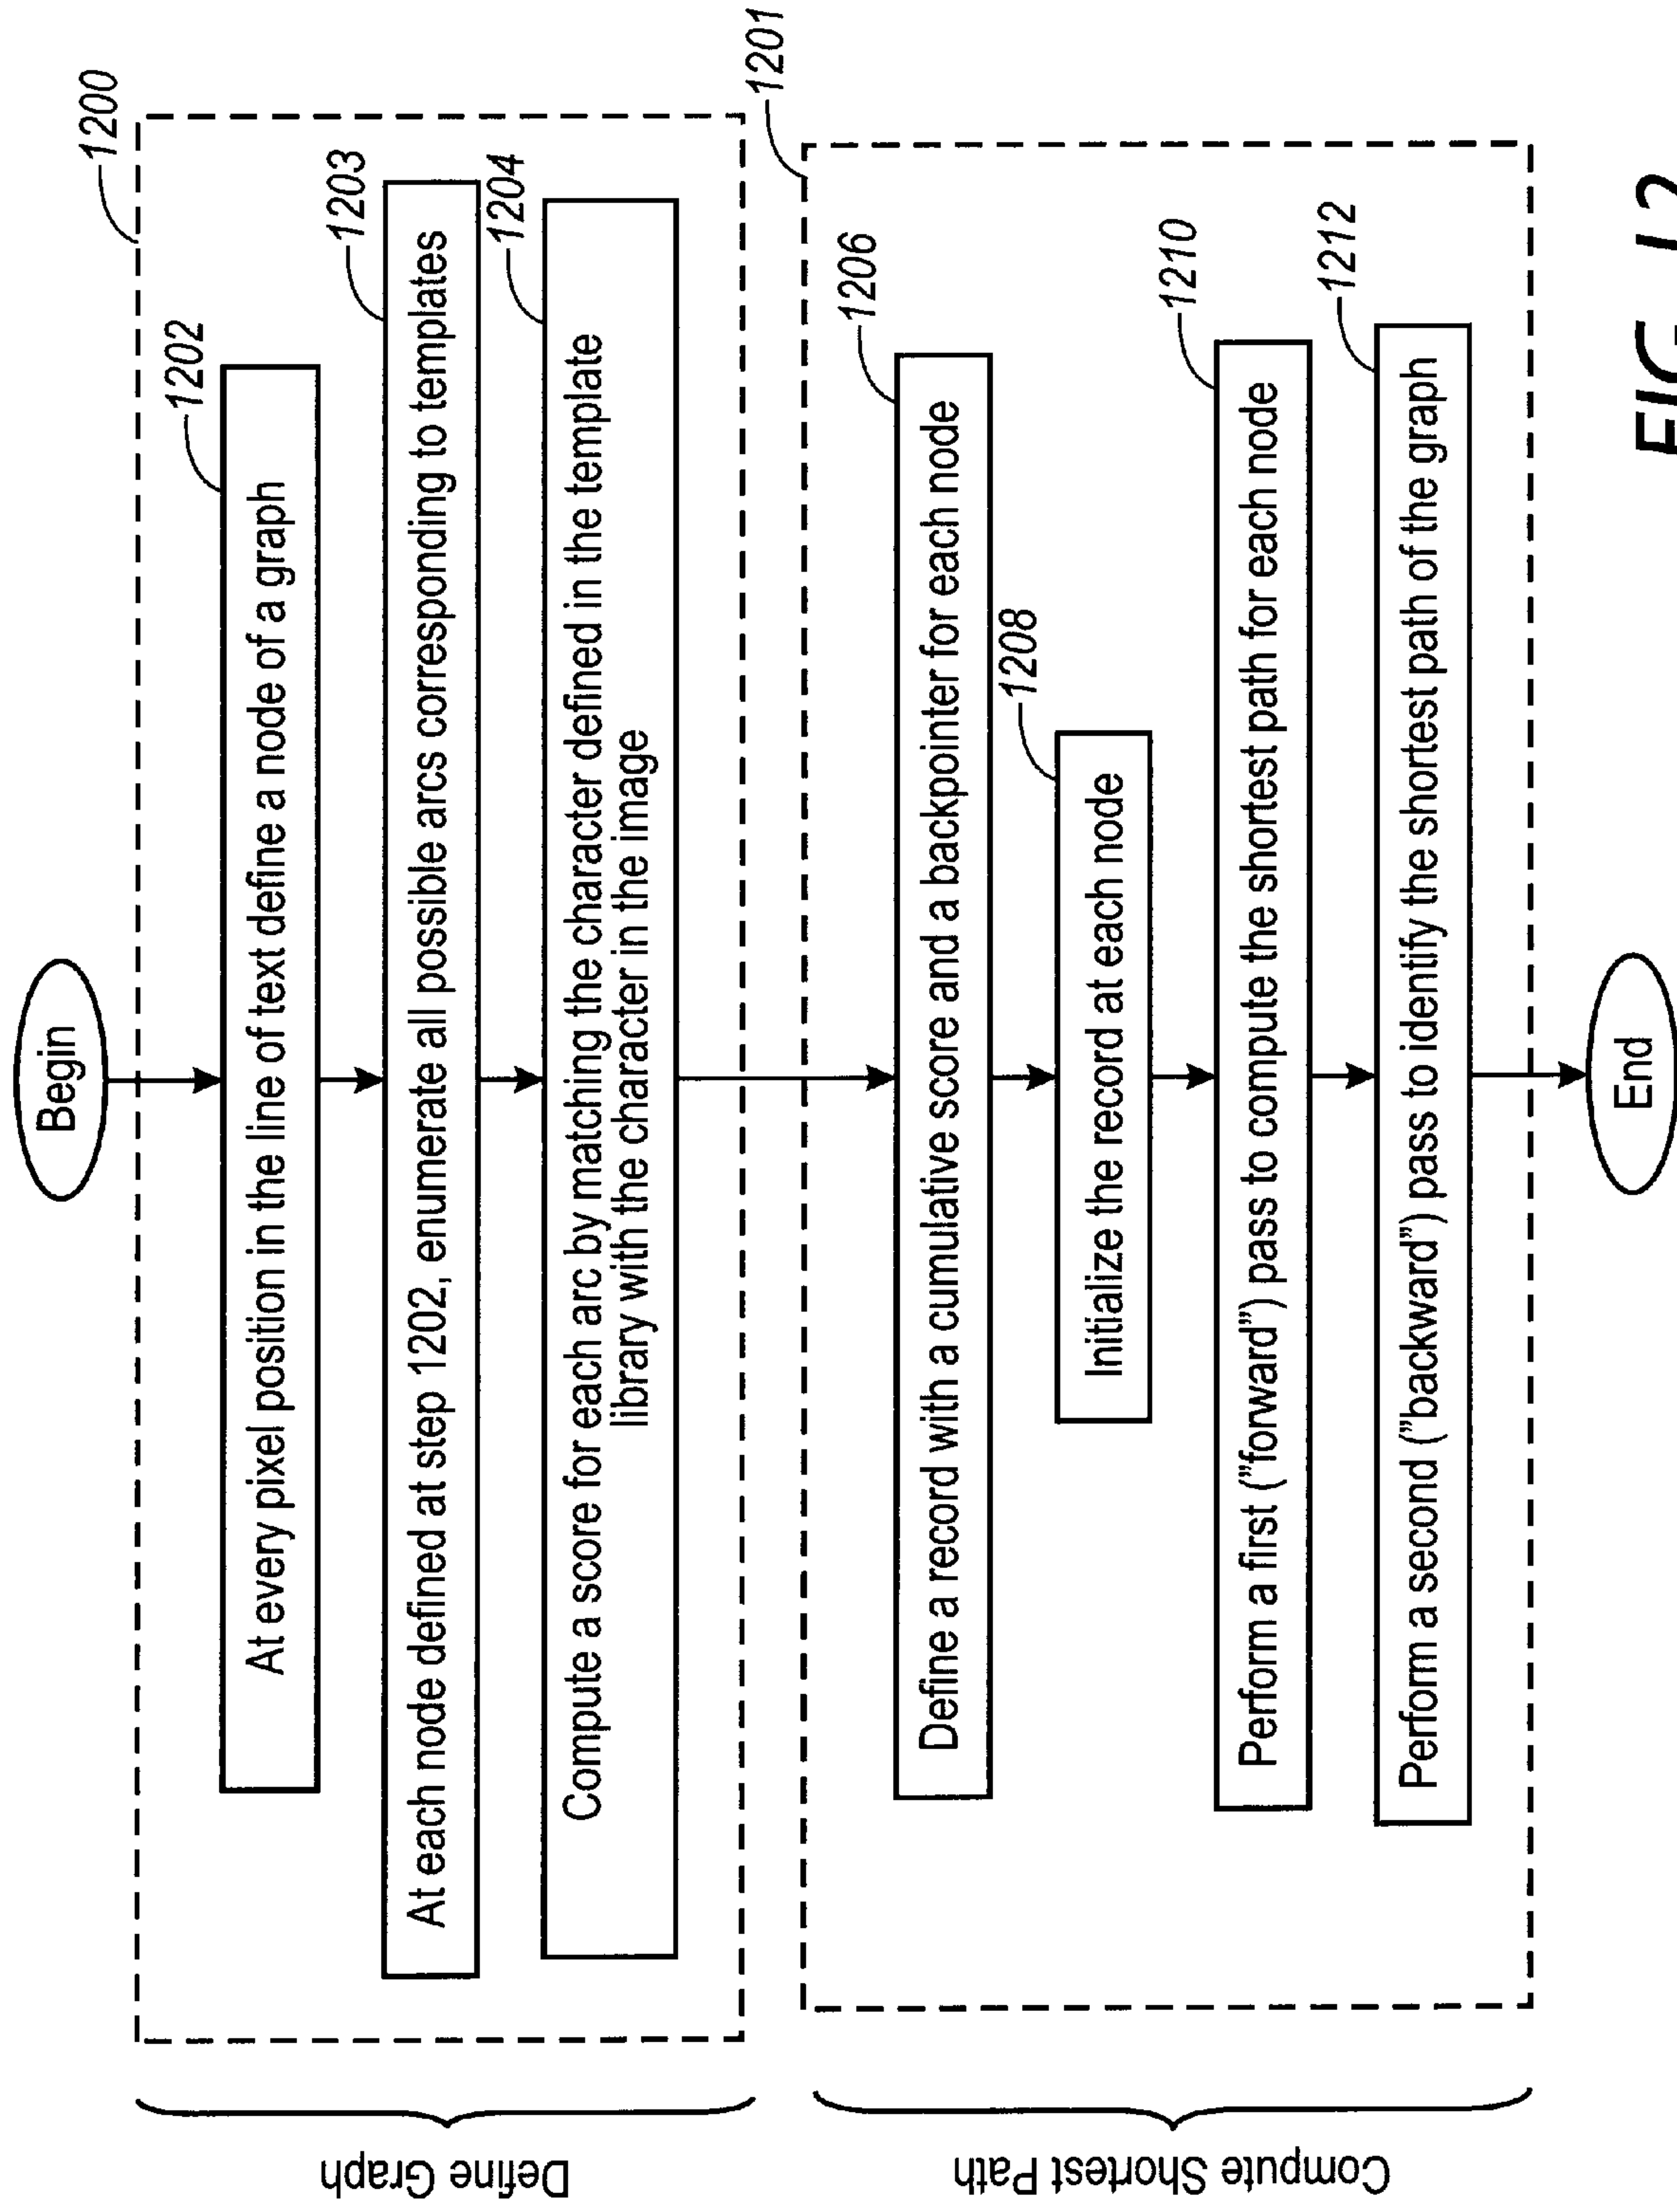 Begin
1200
1202
At every pixel position in the line of text define a node of a graph
1203
At each node defined at step 1202, enumerate all possible arcs corresponding to templates
1204
Compute a score for each arc by matching the character defined in the template
library with the character in the image
Define Graph
1201
1206
Define a record with a cumulative score and a backpointer for each node
1208
Initialize the record at each node
1210
Perform a first ("forward") pass to compute the shortest path for each node
1212
Perform a second ("backward") pass to identify the shortest path of the graph
Compute Shortest Path
End
FIG. 12